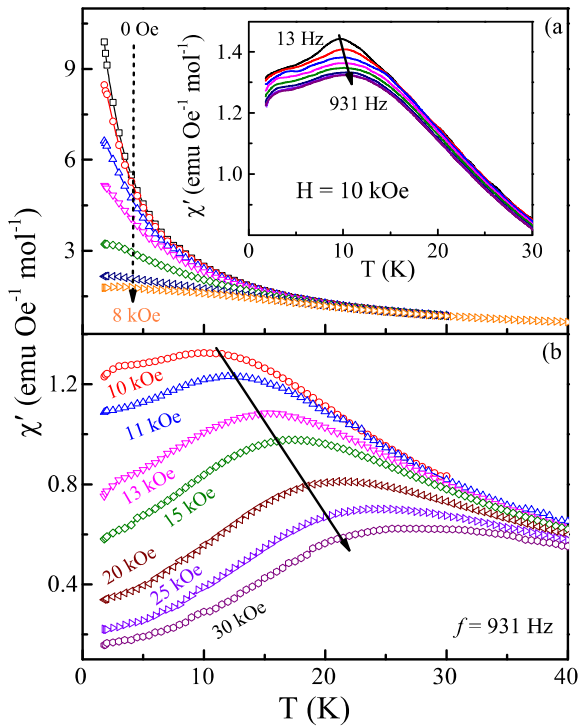 (a)
0 Oe
9
6
3
8 kOe
χ′ (emu Oe⁻¹ mol⁻¹)
1.4
1.2
1.0
χ′ (emu Oe⁻¹ mol⁻¹)
13 Hz
931 Hz
H = 10 kOe
0 5 10 15 20 25 30
T (K)
(b)
1.2
0.8
0.4
10 kOe
11 kOe
13 kOe
15 kOe
20 kOe
25 kOe
30 kOe
f = 931 Hz
0 10 20 30 40
T (K)